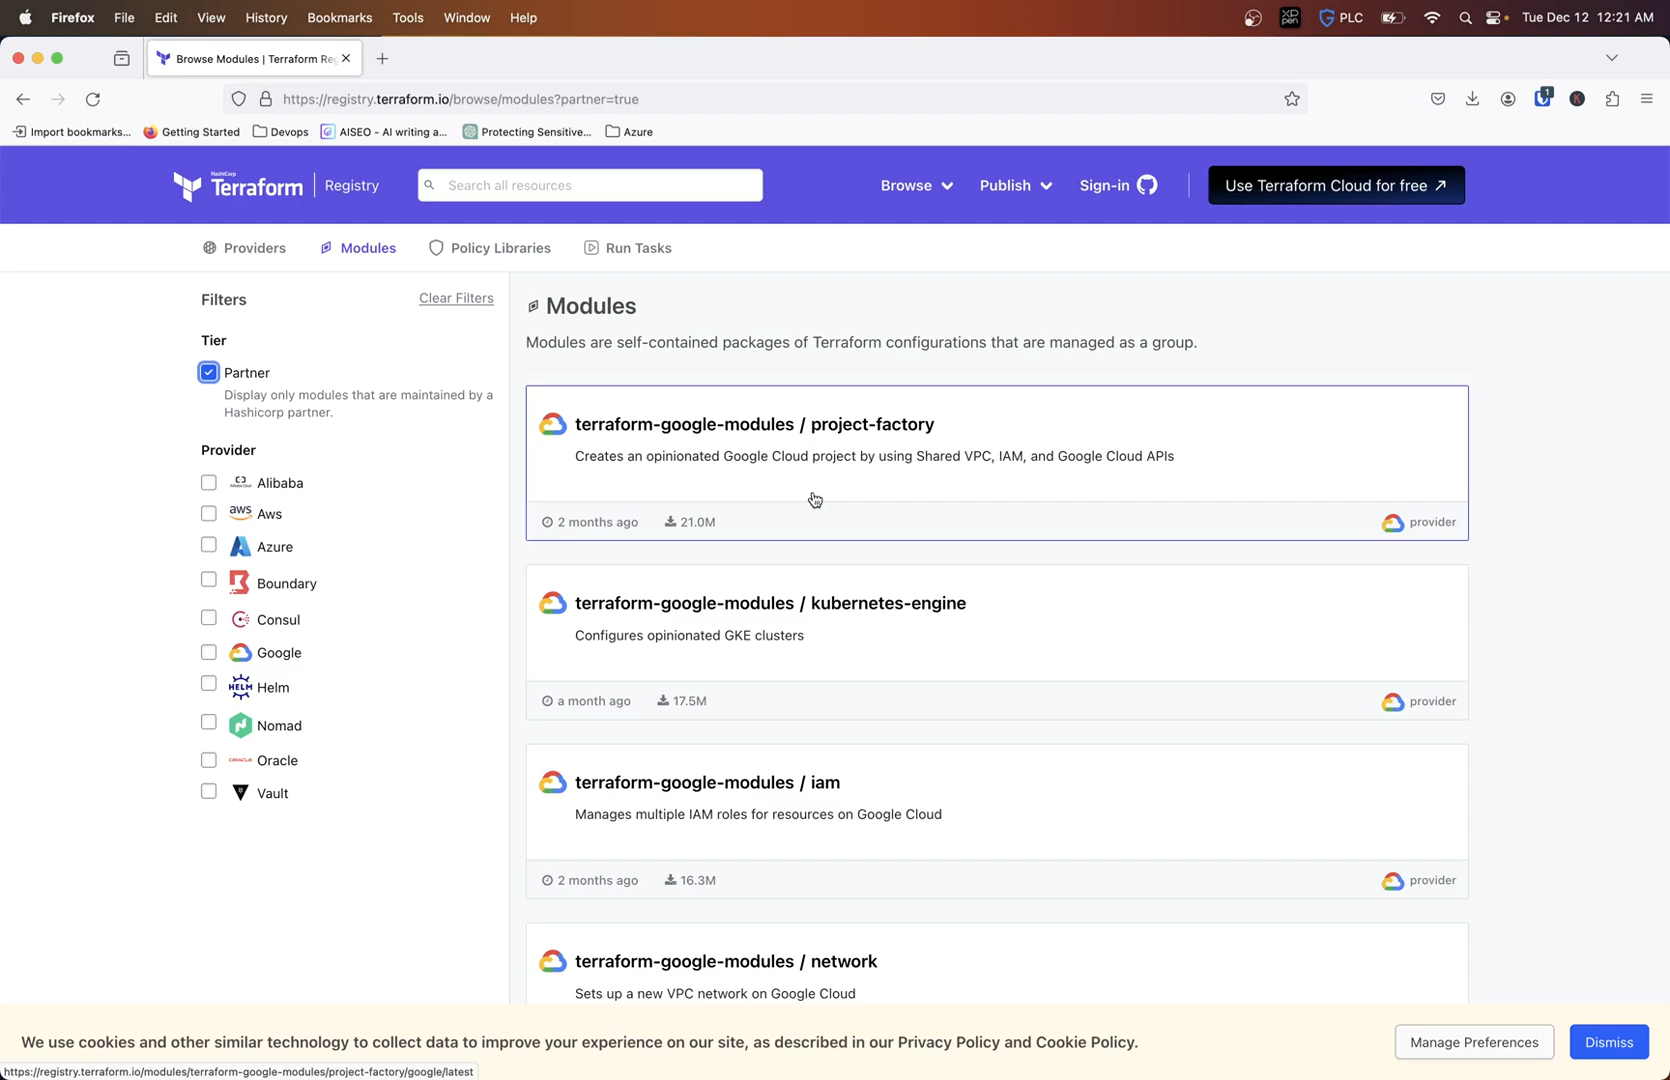 Firefox File Edit View History Bookmarks Tools Window Help
XP PEN PLC Tue Dec 12 12:21 AM
Browse Modules | Terraform Re
https://registry.terraform.io/browse/modules?partner=true
1 K
Import bookmarks... Getting Started Devops AISEO - AI writing a... Protecting Sensitive... Azure
HashiCorp
Terraform Registry
Search all resources
Browse Publish Sign-in Use Terraform Cloud for free
Providers Modules Policy Libraries Run Tasks
Filters Clear Filters
Tier
Partner
Display only modules that are maintained by a
Hashicorp partner.
Provider
Alibaba
aws Aws
Azure
Boundary
Consul
Google
HELM Helm
Nomad
ORACLE Oracle
Vault
Modules
Modules are self-contained packages of Terraform configurations that are managed as a group.
terraform-google-modules / project-factory
Creates an opinionated Google Cloud project by using Shared VPC, IAM, and Google Cloud APIs
2 months ago 21.0M provider
terraform-google-modules / kubernetes-engine
Configures opinionated GKE clusters
a month ago 17.5M provider
terraform-google-modules / iam
Manages multiple IAM roles for resources on Google Cloud
2 months ago 16.3M provider
terraform-google-modules / network
Sets up a new VPC network on Google Cloud
We use cookies and other similar technology to collect data to improve your experience on our site, as described in our Privacy Policy and Cookie Policy.
Manage Preferences Dismiss
https://registry.terraform.io/modules/terraform-google-modules/project-factory/google/latest